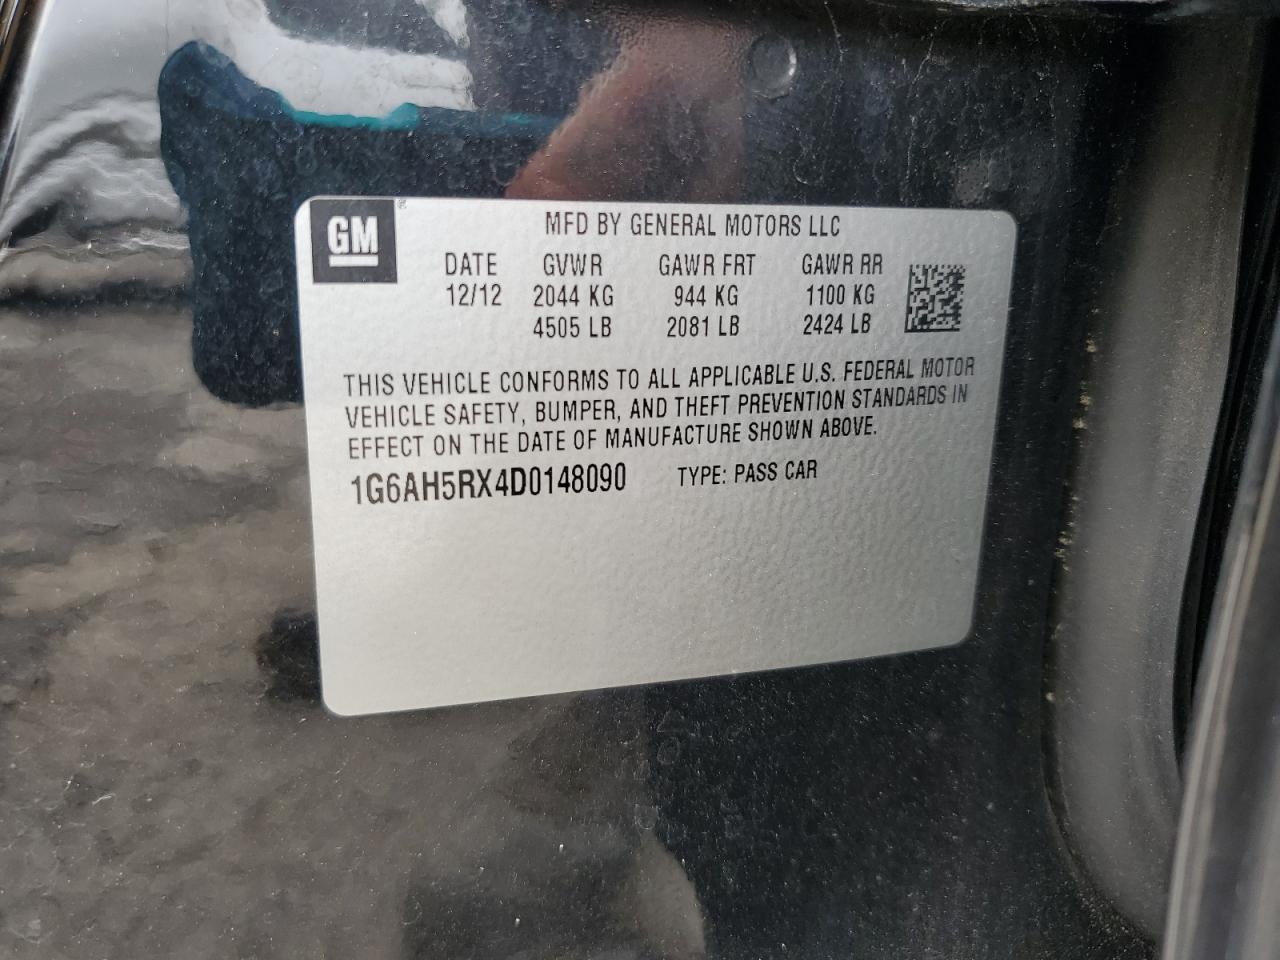 GM
MFD BY GENERAL MOTORS LLC
DATE GVWR GAWR FRT GAWR RR
12/12 2044 KG 944 KG 1100 KG
4505 LB 2081 LB 2424 LB
THIS VEHICLE CONFORMS TO ALL APPLICABLE U.S. FEDERAL MOTOR
VEHICLE SAFETY, BUMPER, AND THEFT PREVENTION STANDARDS IN
EFFECT ON THE DATE OF MANUFACTURE SHOWN ABOVE.
1G6AH5RX4D0148090 TYPE: PASS CAR